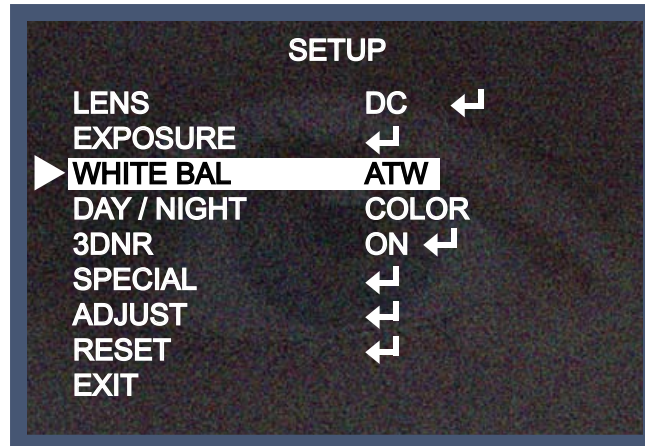 SETUP
LENS DC ↵
EXPOSURE ↵
WHITE BAL ATW
DAY / NIGHT COLOR
3DNR ON ↵
SPECIAL ↵
ADJUST ↵
RESET ↵
EXIT